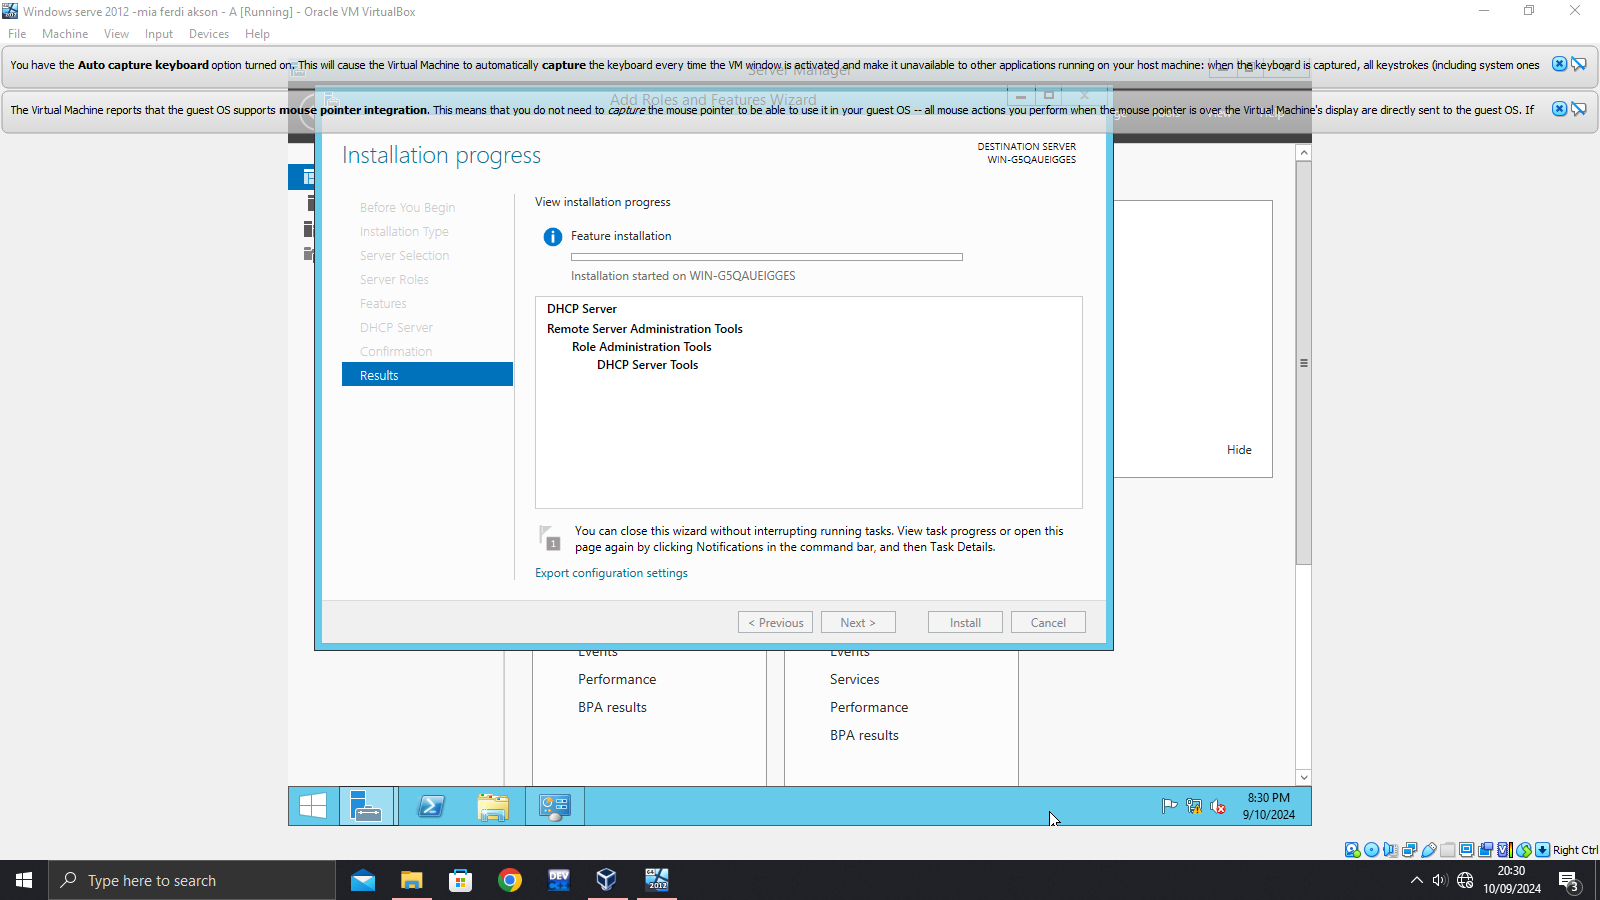 Windows serve 2012 -mia ferdi akson - A [Running] - Oracle VM VirtualBox
File Machine View Input Devices Help
You have the Auto capture keyboard option turned on. This will cause the Virtual Machine to automatically capture the keyboard every time the VM window is activated and make it unavailable to other applications running on your host machine: when the keyboard is captured, all keystrokes (including system ones
Server Manager
Add Roles and Features Wizard
The Virtual Machine reports that the guest OS supports mouse pointer integration. This means that you do not need to capture the mouse pointer to be able to use it in your guest OS -- all mouse actions you perform when the mouse pointer is over the Virtual Machine's display are directly sent to the guest OS. If
Installation progress
DESTINATION SERVER
WIN-G5QAUEIGGES
Before You Begin
Installation Type
Server Selection
Server Roles
Features
DHCP Server
Confirmation
Results
View installation progress
Feature installation
Installation started on WIN-G5QAUEIGGES
DHCP Server
Remote Server Administration Tools
Role Administration Tools
DHCP Server Tools
1
You can close this wizard without interrupting running tasks. View task progress or open this
page again by clicking Notifications in the command bar, and then Task Details.
Export configuration settings
< Previous
Next >
Install
Cancel
Hide
Events
Performance
BPA results
Events
Services
Performance
BPA results
8:30 PM
9/10/2024
Right Ctrl
Type here to search
DEV
2012
20:30
10/09/2024
3